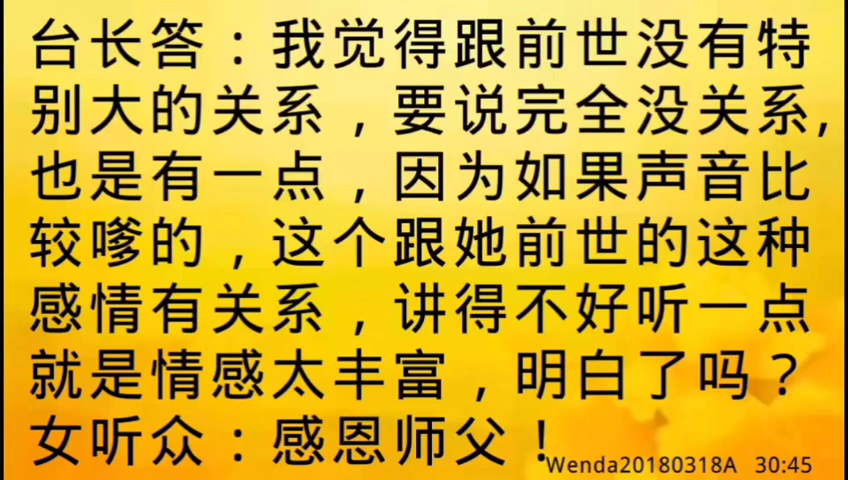 台长答：我觉得跟前世没有特
别大的关系，要说完全没关系,
也是有一点，因为如果声音比
较嗲的，这个跟她前世的这种
感情有关系，讲得不好听一点
就是情感太丰富，明白了吗？
女听众：感恩师父！
Wenda20180318A 30:45